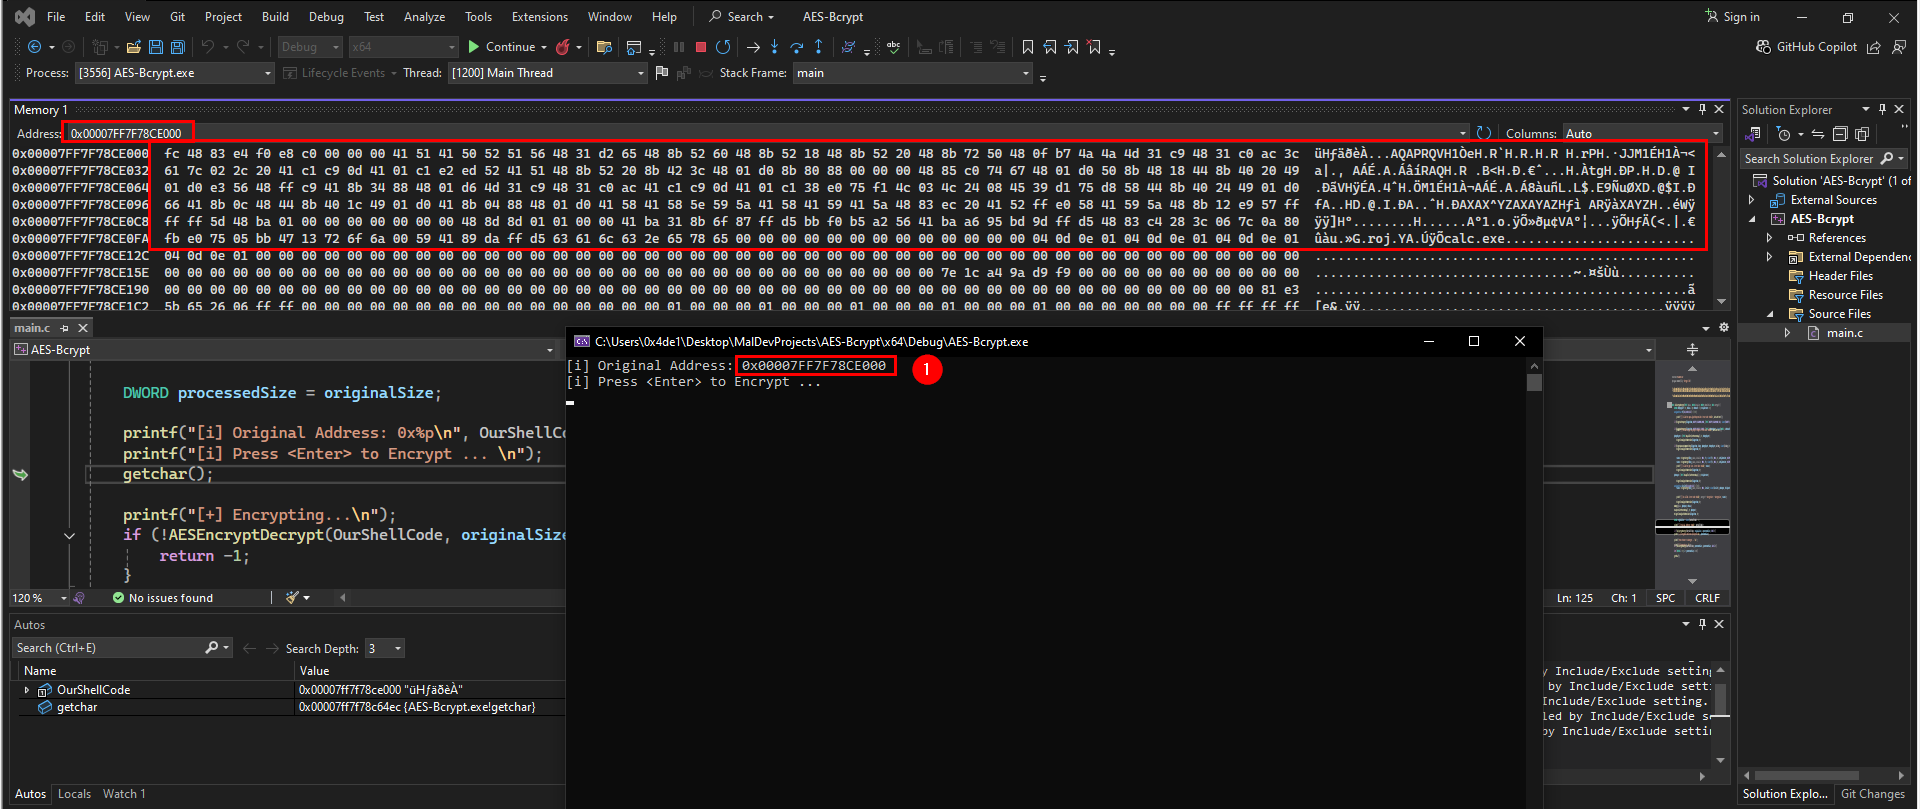 File Edit View Git Project Build Debug Test Analyze Tools Extensions Window Help Search AES-Bcrypt Sign in
Debug x64 Continue GitHub Copilot
Process: [3556] AES-Bcrypt.exe Lifecycle Events Thread: [1200] Main Thread Stack Frame: main
Memory 1
Address: 0x00007FF7F78CE000 Columns: Auto
0x00007FF7F78CE000 fc 48 83 e4 f0 e8 c0 00 00 00 41 51 41 50 52 51 56 48 31 d2 65 48 8b 52 60 48 8b 52 18 48 8b 52 20 48 8b 72 50 48 0f b7 4a 4a 4d 31 c9 48 31 c0 ac 3c
0x00007FF7F78CE032 61 7c 02 2c 20 41 c1 c9 0d 41 01 c1 e2 ed 52 41 51 48 8b 52 20 8b 42 3c 48 01 d0 8b 80 88 00 00 00 48 85 c0 74 67 48 01 d0 50 8b 48 18 44 8b 40 20 49
0x00007FF7F78CE064 01 d0 e3 56 48 ff c9 41 8b 34 88 48 01 d6 4d 31 c9 48 31 c0 ac 41 c1 c9 0d 41 01 c1 38 e0 75 f1 4c 03 4c 24 08 45 39 d1 75 d8 58 44 8b 40 24 49 01 d0
0x00007FF7F78CE096 66 41 8b 0c 48 44 8b 40 1c 49 01 d0 41 8b 04 88 48 01 d0 41 58 41 58 5e 59 5a 41 58 41 59 41 5a 48 83 ec 20 41 52 ff e0 58 41 59 5a 48 8b 12 e9 57 ff
0x00007FF7F78CE0C8 ff ff 5d 48 ba 01 00 00 00 00 00 00 00 48 8d 8d 01 01 00 00 41 ba 31 8b 6f 87 ff d5 bb f0 b5 a2 56 41 ba a6 95 bd 9d ff d5 48 83 c4 28 3c 06 7c 0a 80
0x00007FF7F78CE0FA fb e0 75 05 bb 47 13 72 6f 6a 00 59 41 89 da ff d5 63 61 6c 63 2e 65 78 65 00 00 00 00 00 00 00 00 00 00 00 00 00 04 0d 0e 01 04 0d 0e 01 04 0d 0e 01
0x00007FF7F78CE12C 04 0d 0e 01 00 00 00 00 00 00 00 00 00 00 00 00 00 00 00 00 00 00 00 00 00 00 00 00 00 00 00 00 00 00 00 00 00 00 00 00 00 00 00 00 00 00 00 00 00 00
0x00007FF7F78CE15E 00 00 00 00 00 00 00 00 00 00 00 00 00 00 00 00 00 00 00 00 00 00 00 00 00 00 00 00 00 00 00 00 00 00 7e 1c a4 9a d9 f9 00 00 00 00 00 00 00 00 00 00
0x00007FF7F78CE190 00 00 00 00 00 00 00 00 00 00 00 00 00 00 00 00 00 00 00 00 00 00 00 00 00 00 00 00 00 00 00 00 00 00 00 00 00 00 00 00 00 00 00 00 00 00 00 00 81 e3
0x00007FF7F78CE1C2 5b 65 26 06 ff ff 00 00 00 00 00 00 00 00 00 00 00 00 00 00 01 00 00 00 01 00 00 00 01 00 00 00 01 00 00 00 01 00 00 00 00 00 00 00 00 00 ff ff ff ff
Solution Explorer
Search Solution Explorer
Solution 'AES-Bcrypt' (1 of
External Sources
AES-Bcrypt
References
External Dependenc
Header Files
Resource Files
Source Files
main.c
main.c
AES-Bcrypt
DWORD processedSize = originalSize;
printf("[i] Original Address: 0x%p\n", OurShellCo
printf("[i] Press <Enter> to Encrypt ... \n");
getchar();
printf("[+] Encrypting...\n");
if (!AESEncryptDecrypt(OurShellCode, originalSize
return -1;
}
C:\Users\0x4de1\Desktop\MalDevProjects\AES-Bcrypt\x64\Debug\AES-Bcrypt.exe
[i] Original Address: 0x00007FF7F78CE000
1
[i] Press <Enter> to Encrypt ...
120 % No issues found Ln: 125 Ch: 1 SPC CRLF
Autos
Search (Ctrl+E) Search Depth: 3
Name Value
OurShellCode 0x00007ff7f78ce000 "üHƒäðèÀ"
getchar 0x00007ff7f78c64ec {AES-Bcrypt.exe!getchar}
by Include/Exclude setting
by Include/Exclude sett
Include/Exclude setting.
led by Include/Exclude s
by Include/Exclude setti
Autos Locals Watch 1
Solution Explo... Git Changes